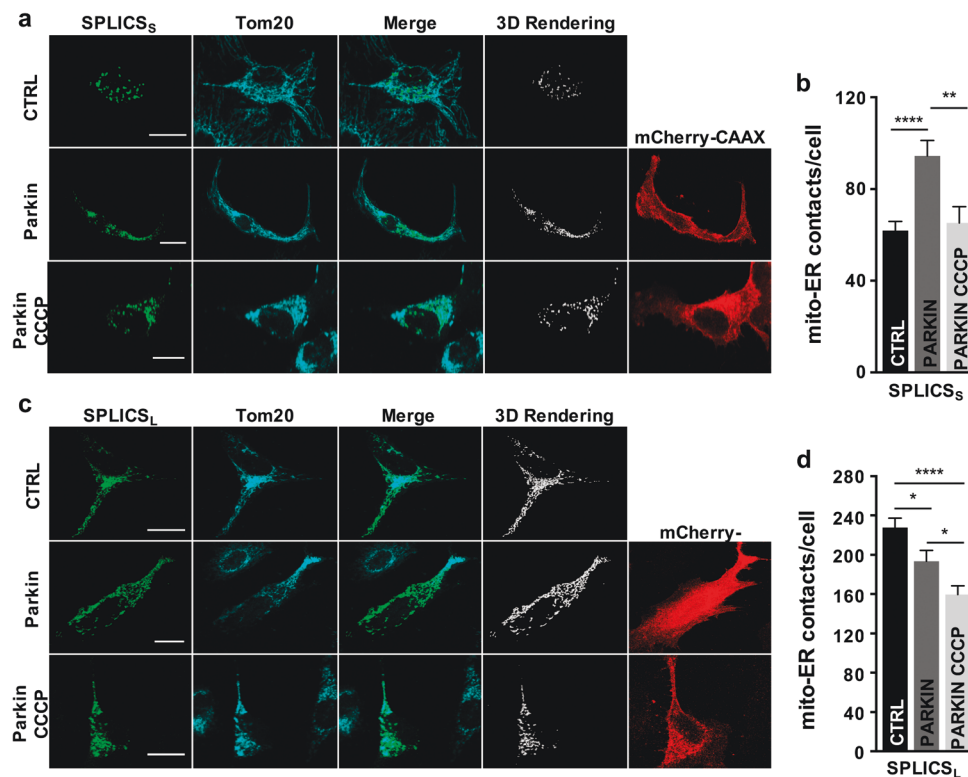 a
SPLICSS Tom20 Merge 3D Rendering
CTRL
mCherry-CAAX
Parkin
Parkin
CCCP
b
mito-ER contacts/cell
120
80
40
0
**
****
CTRL
PARKIN
PARKIN CCCP
SPLICSS
c
SPLICSL Tom20 Merge 3D Rendering
CTRL
mCherry-
Parkin
Parkin
CCCP
d
mito-ER contacts/cell
280
240
200
160
120
80
40
0
****
*
*
CTRL
PARKIN
PARKIN CCCP
SPLICSL